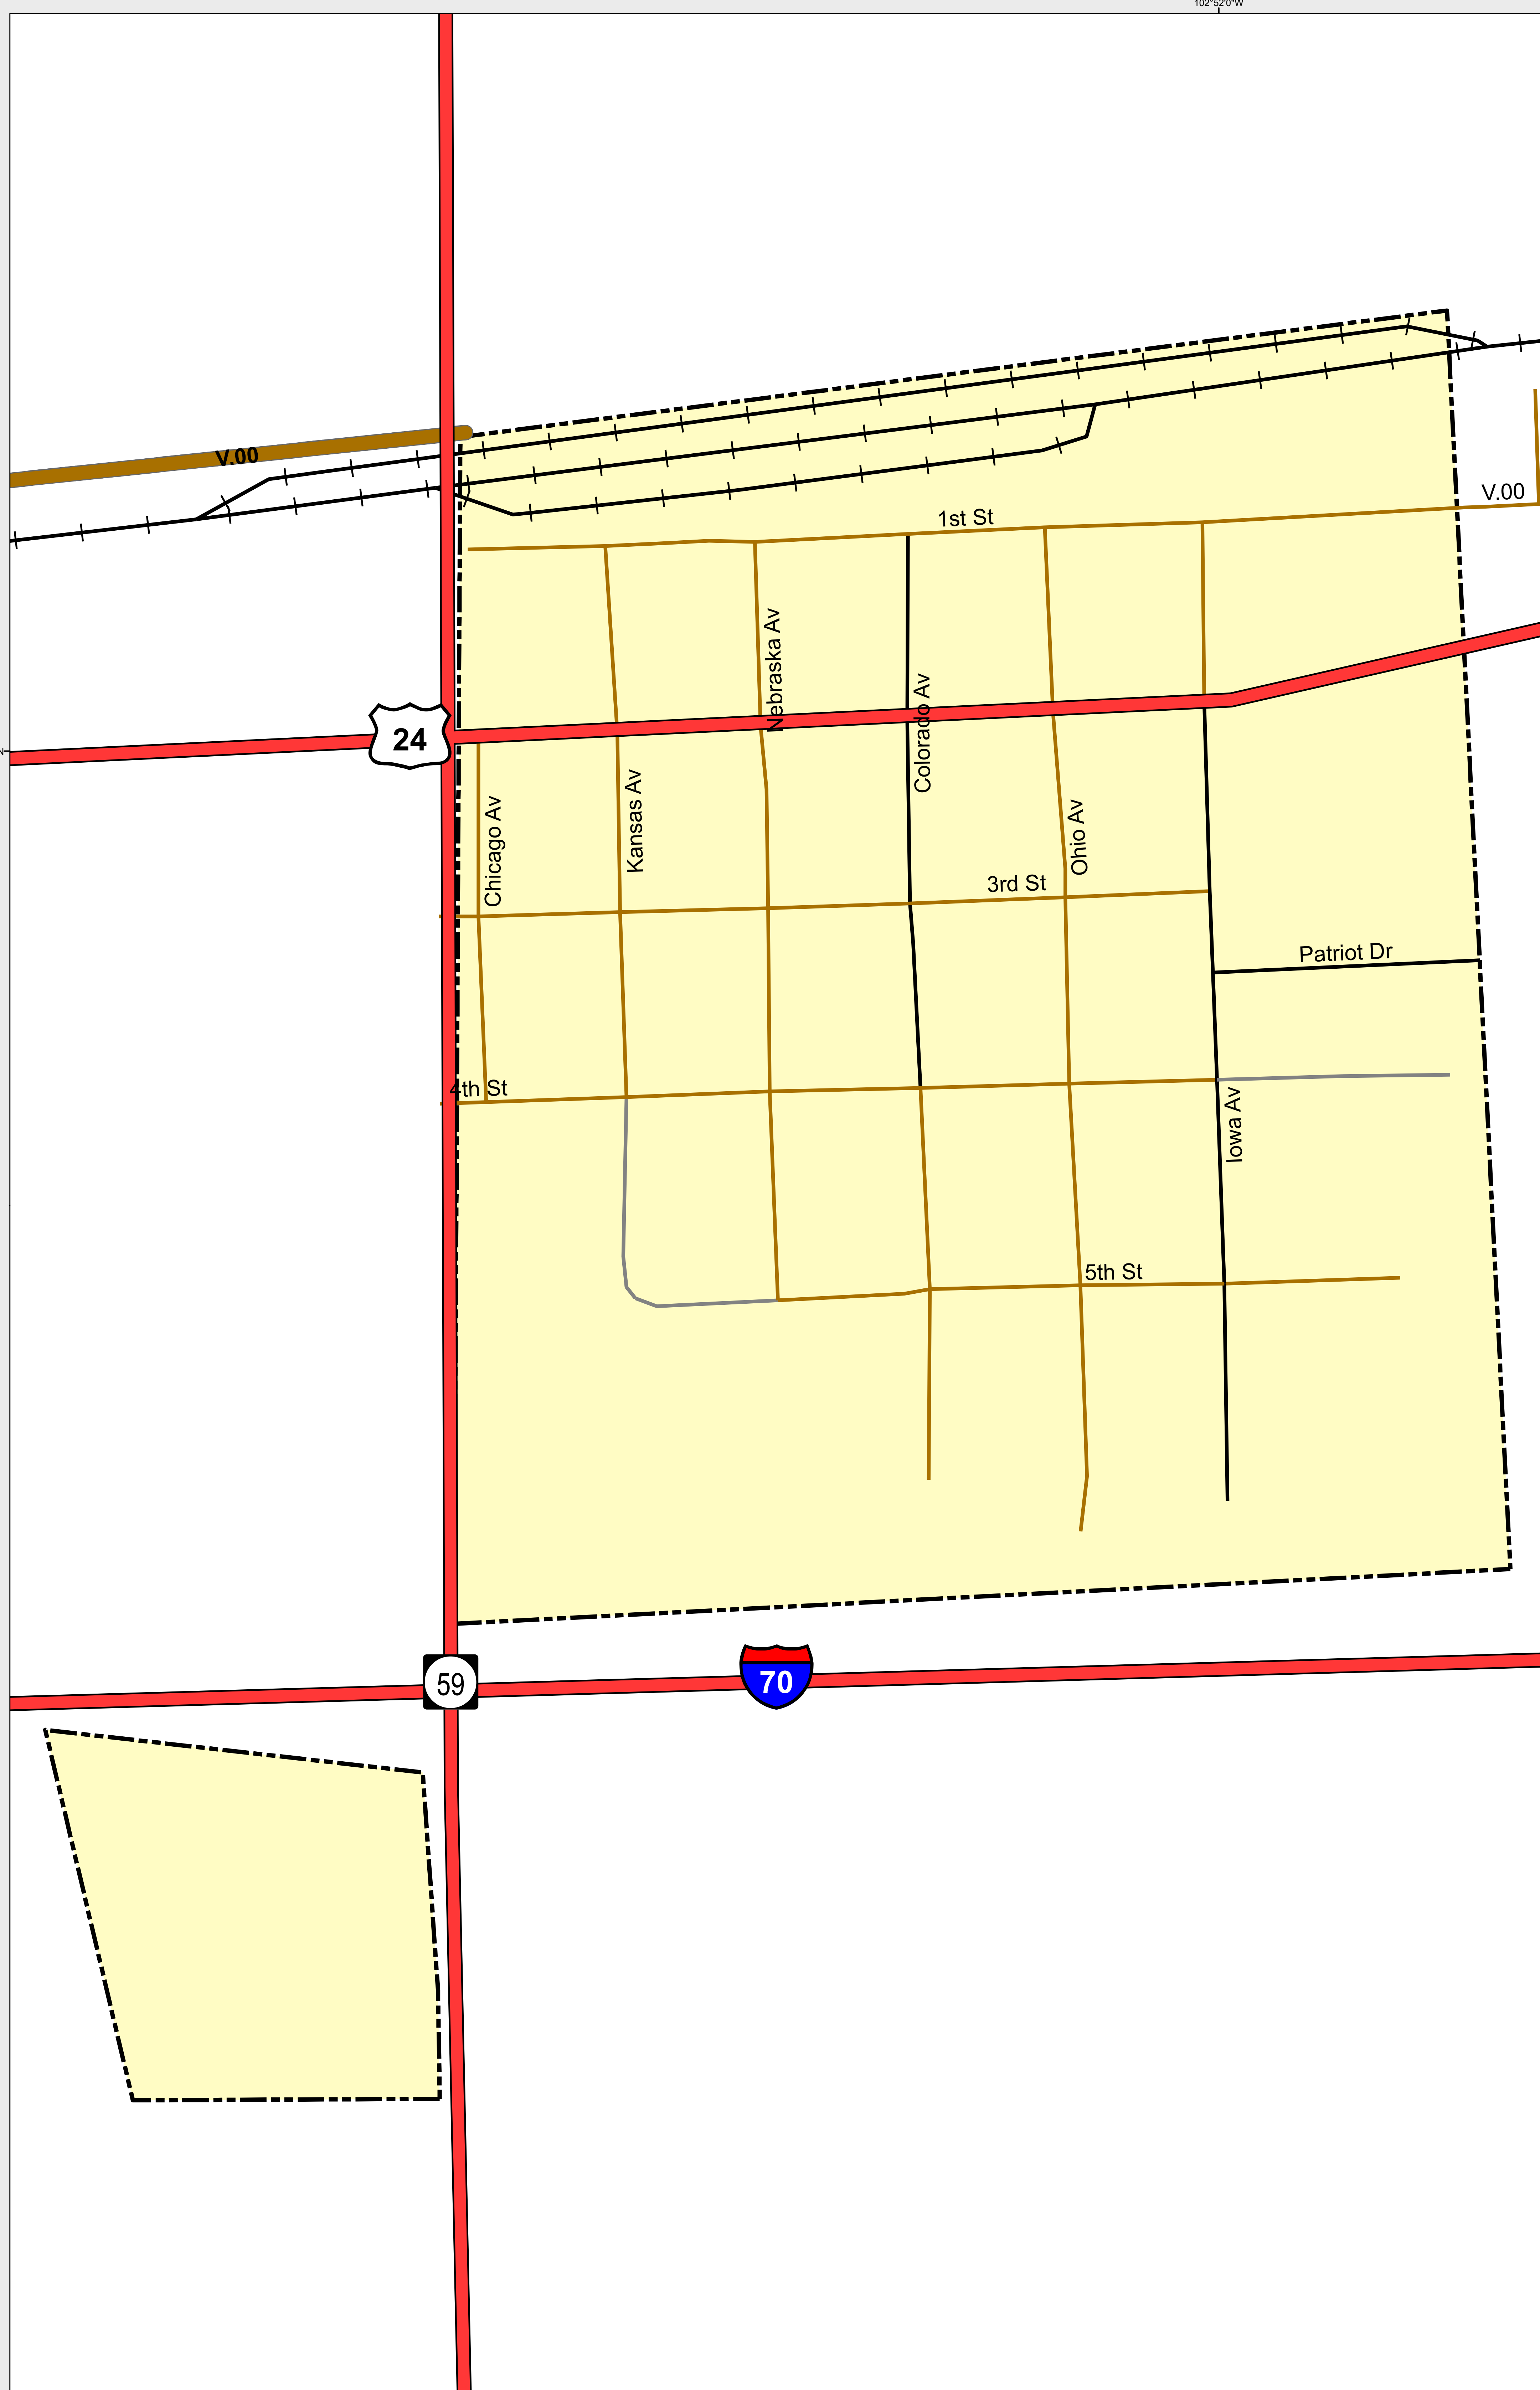 102°52'0"W
V.00
V.00
1st St
Nebraska Av
Colorado Av
24
N
Chicago Av
Kansas Av
Ohio Av
3rd St
Patriot Dr
4th St
Iowa Av
5th St
59
70